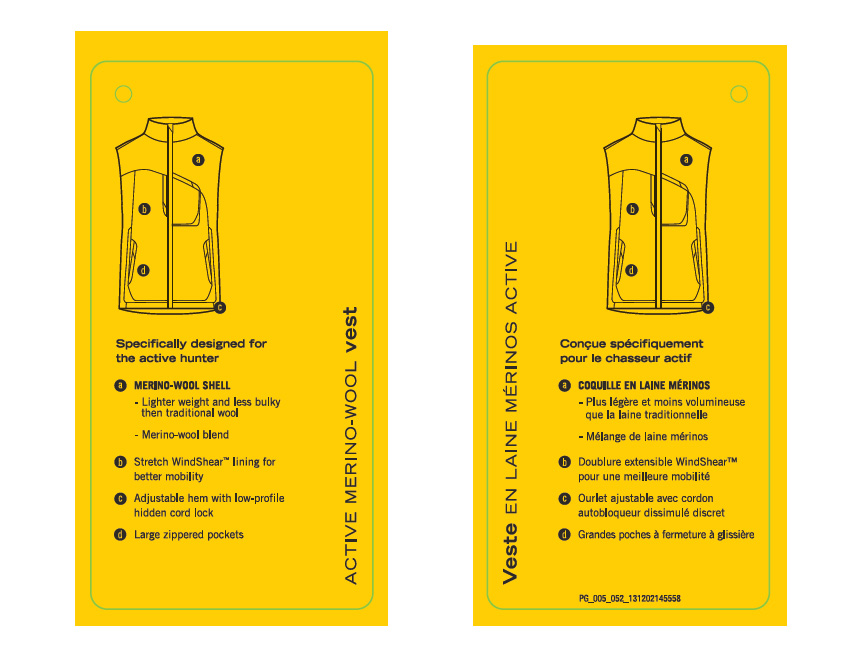 a
b
d
c
Specifically designed for
the active hunter
a MERINO-WOOL SHELL
- Lighter weight and less bulky
then traditional wool
- Merino-wool blend
b Stretch WindShear™ lining for
better mobility
c Adjustable hem with low-profile
hidden cord lock
d Large zippered pockets
ACTIVE MERINO-WOOL vest
a
b
d
c
Veste EN LAINE MÉRINOS ACTIVE
Conçue spécifiquement
pour le chasseur actif
a COQUILLE EN LAINE MÉRINOS
- Plus légère et moins volumineuse
que la laine traditionnelle
- Mélange de laine mérinos
b Doublure extensible WindShear™
pour une meilleure mobilité
c Ourlet ajustable avec cordon
autobloqueur dissimulé discret
d Grandes poches à fermeture à glissière
PG_005_052_131202145558